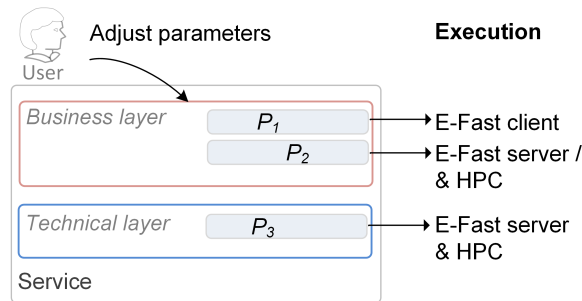 Adjust parameters
Execution
User
Business layer
P1
E-Fast client
P2
E-Fast server /
& HPC
Technical layer
P3
E-Fast server
& HPC
Service